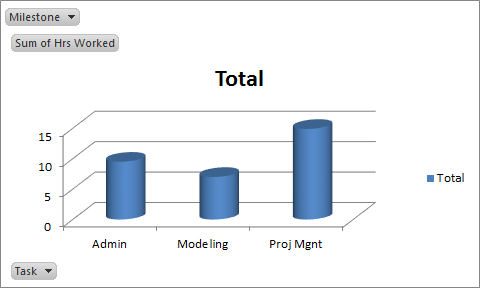 Milestone
Sum of Hrs Worked
Total
15
10
5
0
Admin
Modeling
Proj Mgnt
Total
Task